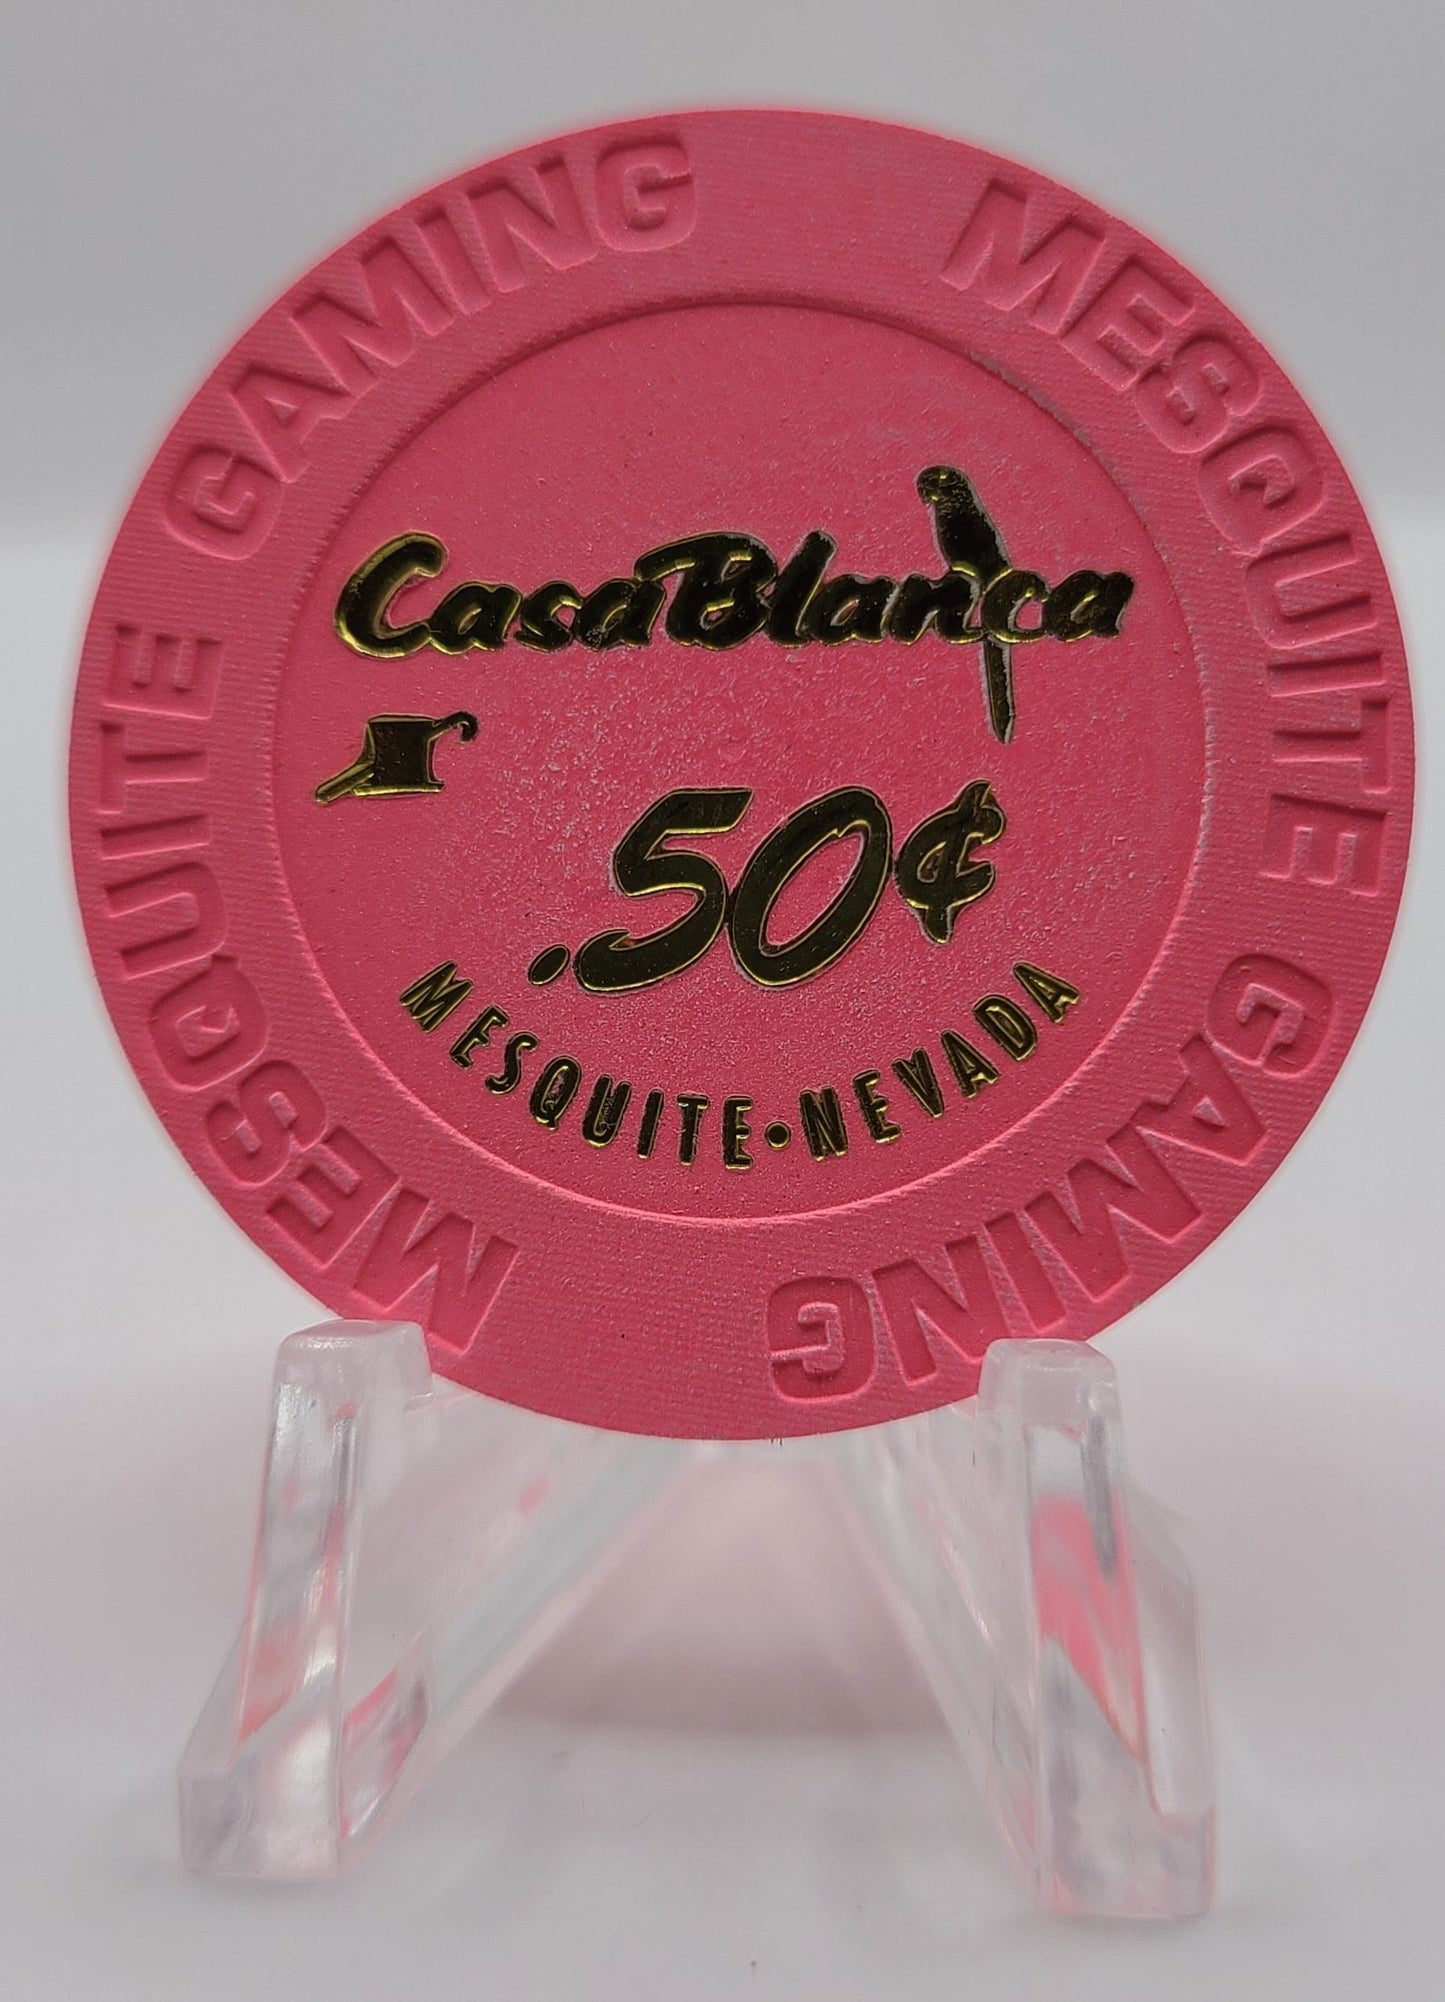 MESQUITE GAMING
MESQUITE GAMING
CasaBlanca
.50¢
MESQUITE•NEVADA